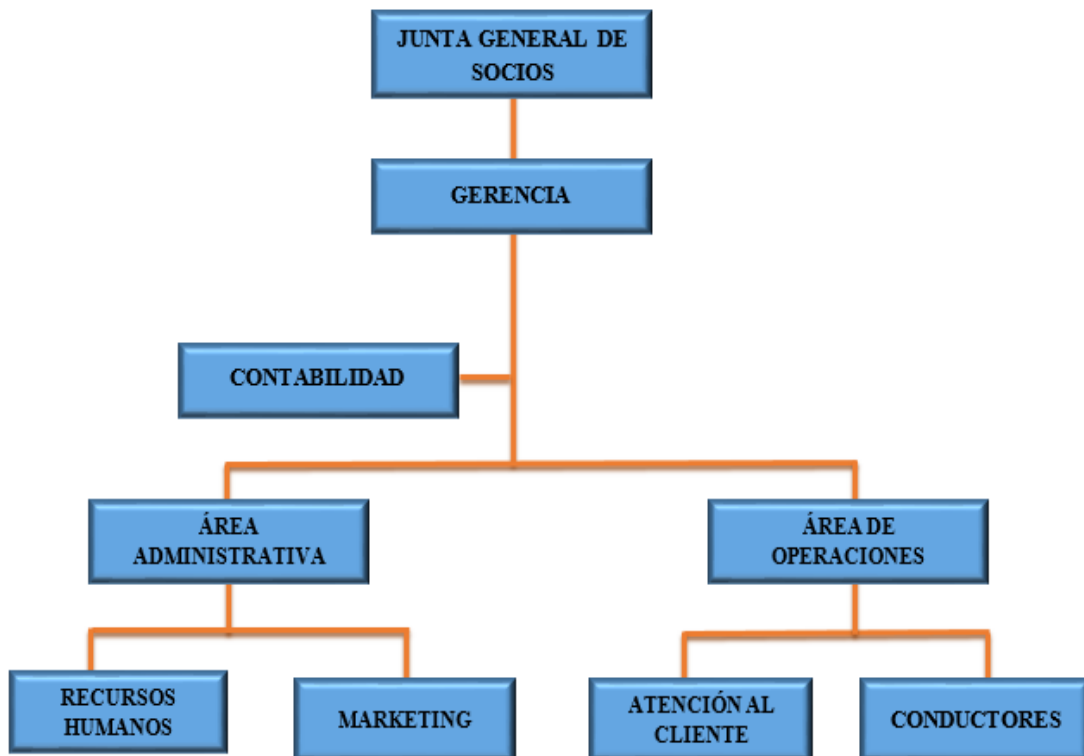 JUNTA GENERAL DE
SOCIOS
GERENCIA
CONTABILIDAD
ÁREA
ADMINISTRATIVA
ÁREA DE
OPERACIONES
RECURSOS
HUMANOS
MARKETING
ATENCIÓN AL
CLIENTE
CONDUCTORES